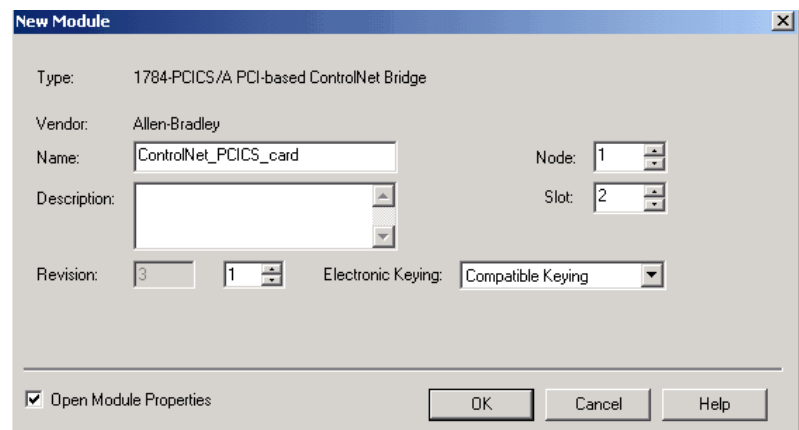 New Module
Type: 1784-PCICS/A PCI-based ControlNet Bridge
Vendor: Allen-Bradley
Name: ControlNet_PCICS_card Node: 1
Description: Slot: 2
Revision: 3 1 Electronic Keying: Compatible Keying
Open Module Properties OK Cancel Help